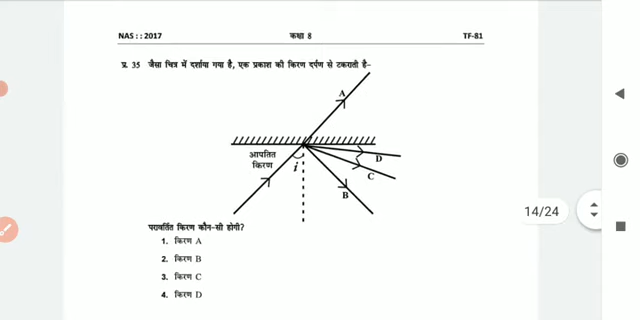 NAS : : 2017 कक्षा 8 TF-81
प्र. 35 जैसा चित्र में दर्शाया गया है, एक प्रकाश की किरण दर्पण से टकराती है-
A
आपतित
किरण
i
D
C
B
परावर्तित किरण कौन-सी होगी?
1. किरण A
2. किरण B
3. किरण C
4. किरण D
14/24